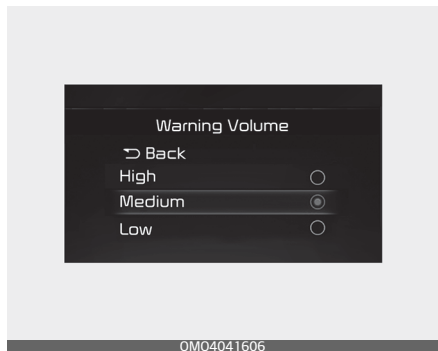 Warning Volume
Back
High
Medium
Low
OMO4041606